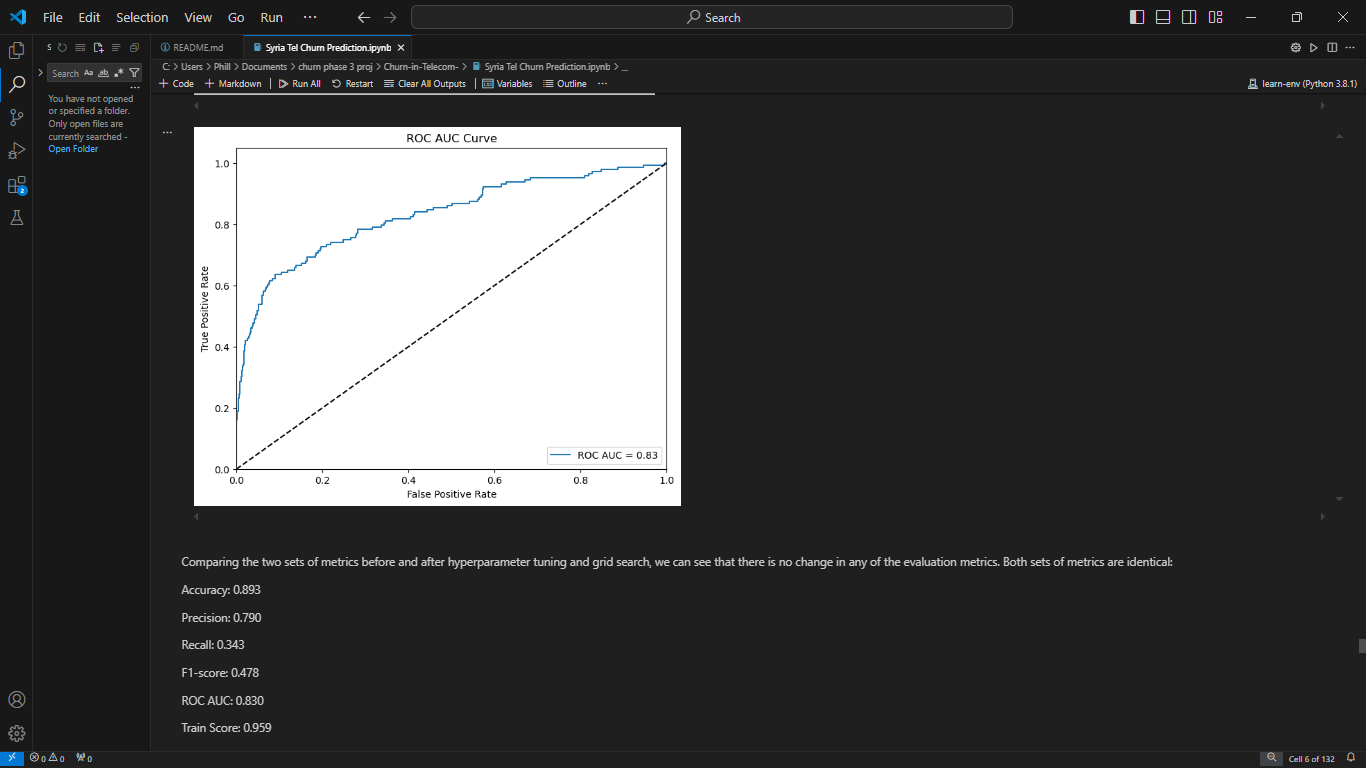 File Edit Selection View Go Run ··· Search
S
README.md Syria Tel Churn Prediction.ipynb
Search Aa ab .*
C: > Users > Phill > Documents > churn phase 3 proj > Churn-in-Telecom- > Syria Tel Churn Prediction.ipynb > ...
+ Code + Markdown Run All Restart Clear All Outputs Variables Outline ··· learn-env (Python 3.8.1)
You have not opened
or specified a folder.
Only open files are
currently searched -
Open Folder
2
...
ROC AUC Curve
1.0
0.8
0.6
0.4
0.2
0.0
True Positive Rate
ROC AUC = 0.83
0.0 0.2 0.4 0.6 0.8 1.0
False Positive Rate
Comparing the two sets of metrics before and after hyperparameter tuning and grid search, we can see that there is no change in any of the evaluation metrics. Both sets of metrics are identical:
Accuracy: 0.893
Precision: 0.790
Recall: 0.343
F1-score: 0.478
ROC AUC: 0.830
Train Score: 0.959
0 0 0 Cell 6 of 132